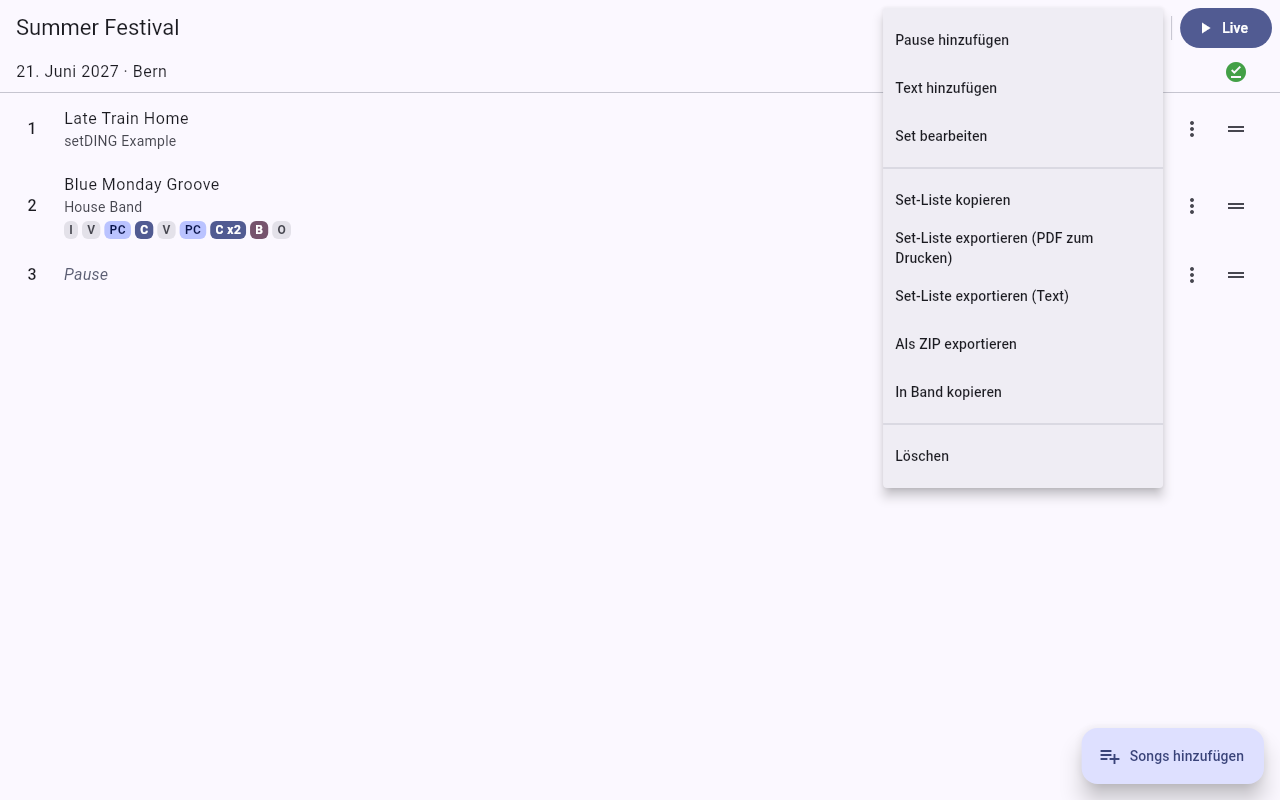 Summer Festival
Live
21. Juni 2027 · Bern
1
Late Train Home
setDING Example
2
Blue Monday Groove
House Band
I V PC C V PC C x2 B O
3
Pause
Pause hinzufügen
Text hinzufügen
Set bearbeiten
Set-Liste kopieren
Set-Liste exportieren (PDF zum
Drucken)
Set-Liste exportieren (Text)
Als ZIP exportieren
In Band kopieren
Löschen
Songs hinzufügen